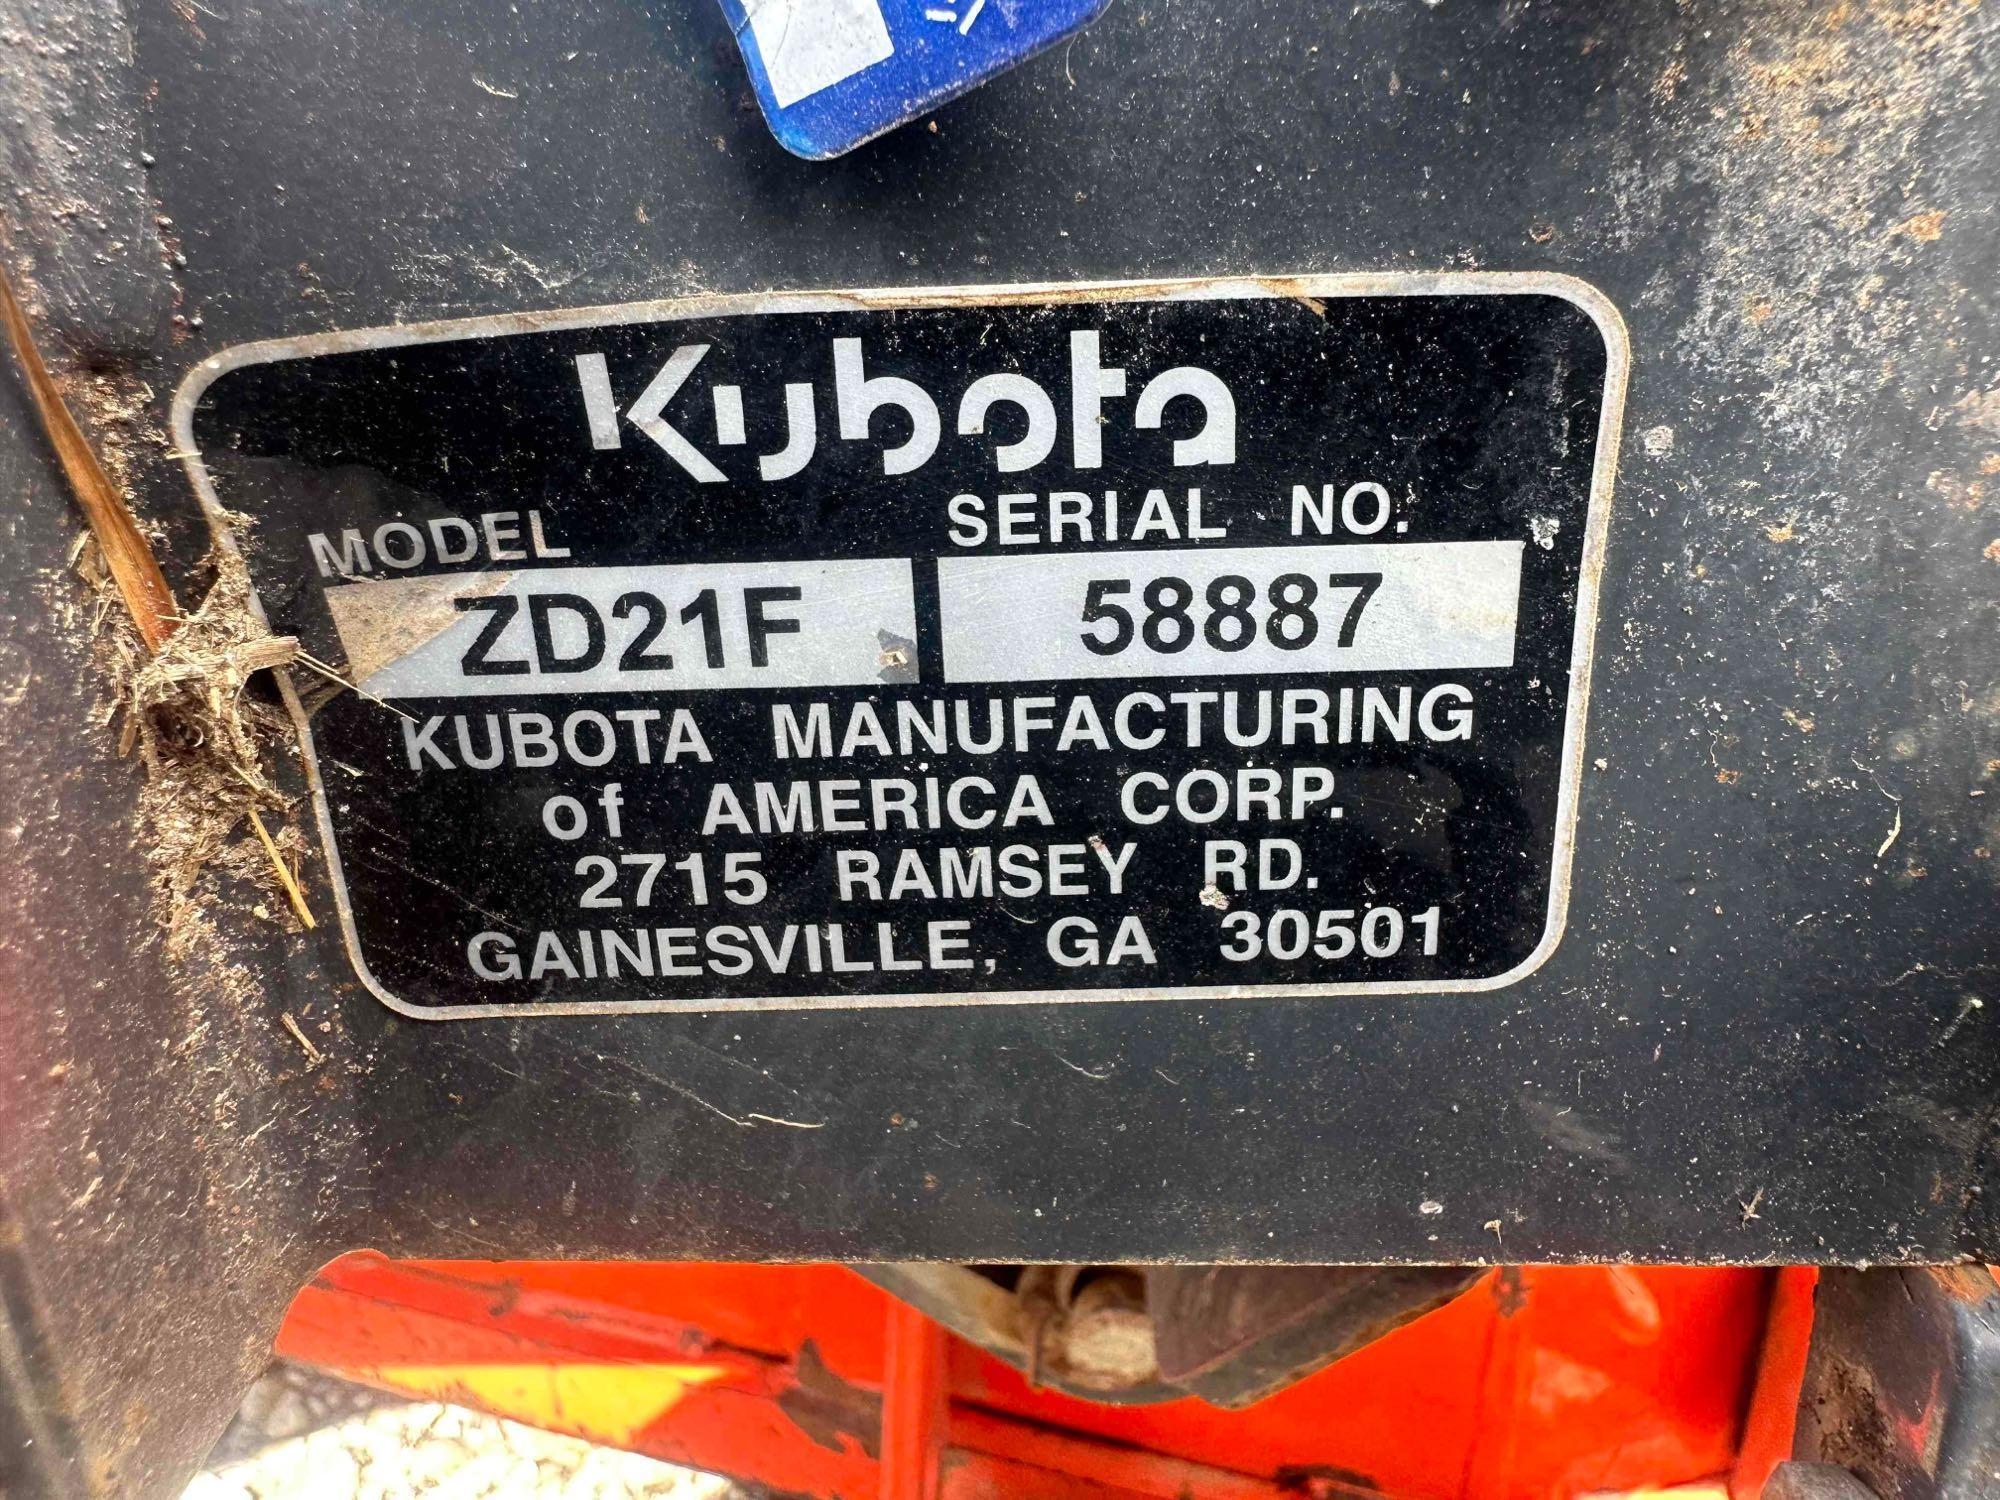 Kubota
MODEL SERIAL NO.
ZD21F 58887
KUBOTA MANUFACTURING
of AMERICA CORP.
2715 RAMSEY RD.
GAINESVILLE, GA 30501